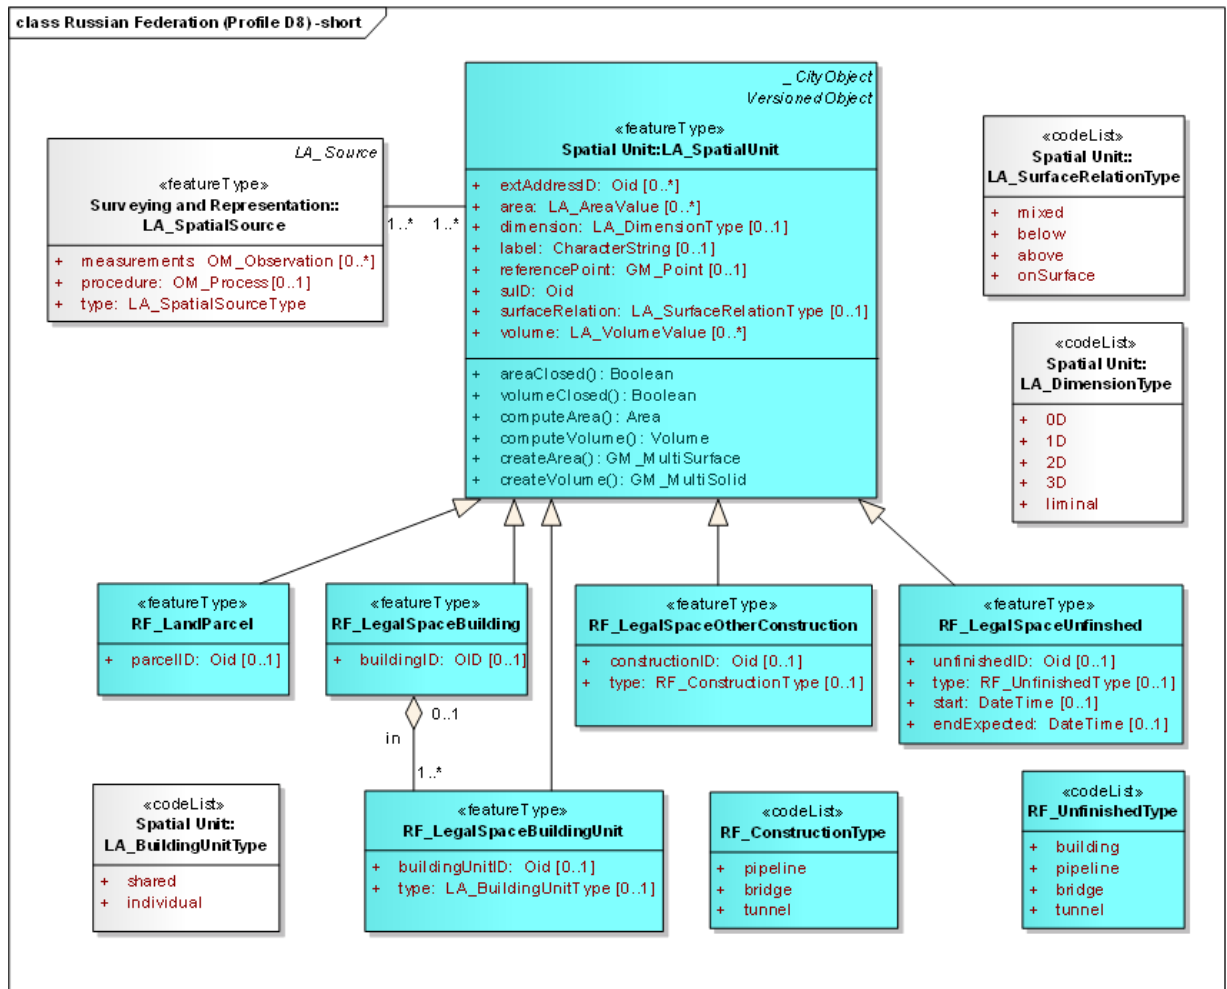 class Russian Federation (Profile D8) -short
_CityObject
VersionedObject
«featureType»
Spatial Unit::LA_SpatialUnit
+ extAddressID: Oid [0..*]
+ area: LA_AreaValue [0..*]
+ dimension: LA_DimensionType [0..1]
+ label: CharacterString [0..1]
+ referencePoint: GM_Point [0..1]
+ suID: Oid
+ surfaceRelation: LA_SurfaceRelationType [0..1]
+ volume: LA_VolumeValue [0..*]
+ areaClosed() : Boolean
+ volumeClosed() : Boolean
+ computeArea() : Area
+ computeVolume() : Volume
+ createArea() : GM_MultiSurface
+ createVolume() : GM_MultiSolid
LA_Source
«featureType»
Surveying and Representation::
LA_SpatialSource
+ measurements: OM_Observation [0..*]
+ procedure: OM_Process [0..1]
+ type: LA_SpatialSourceType
1..* 1..*
«codeList»
Spatial Unit::
LA_SurfaceRelationType
+ mixed
+ below
+ above
+ onSurface
«codeList»
Spatial Unit::
LA_DimensionType
+ 0D
+ 1D
+ 2D
+ 3D
+ liminal
«featureType»
RF_LandParcel
+ parcelID: Oid [0..1]
«featureType»
RF_LegalSpaceBuilding
+ buildingID: OID [0..1]
«featureType»
RF_LegalSpaceOtherConstruction
+ constructionID: Oid [0..1]
+ type: RF_ConstructionType [0..1]
«featureType»
RF_LegalSpaceUnfinshed
+ unfinishedID: Oid [0..1]
+ type: RF_UnfinishedType [0..1]
+ start: DateTime [0..1]
+ endExpected: DateTime [0..1]
0..1
in
1..*
«codeList»
Spatial Unit::
LA_BuildingUnitType
+ shared
+ individual
«featureType»
RF_LegalSpaceBuildingUnit
+ buildingUnitID: Oid [0..1]
+ type: LA_BuildingUnitType [0..1]
«codeList»
RF_ConstructionType
+ pipeline
+ bridge
+ tunnel
«codeList»
RF_UnfinishedType
+ building
+ pipeline
+ bridge
+ tunnel